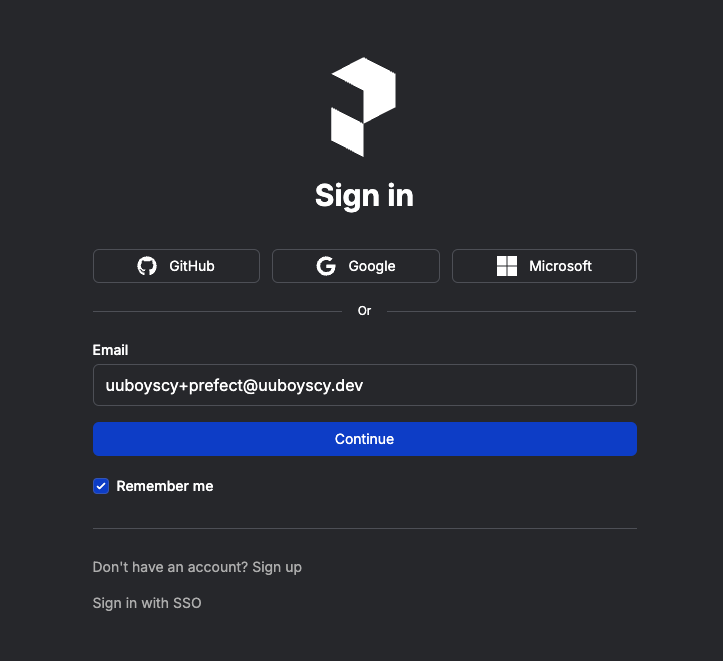 Sign in
GitHub Google Microsoft
Or
Email
uuboyscy+prefect@uuboyscy.dev
Continue
Remember me
Don't have an account? Sign up
Sign in with SSO